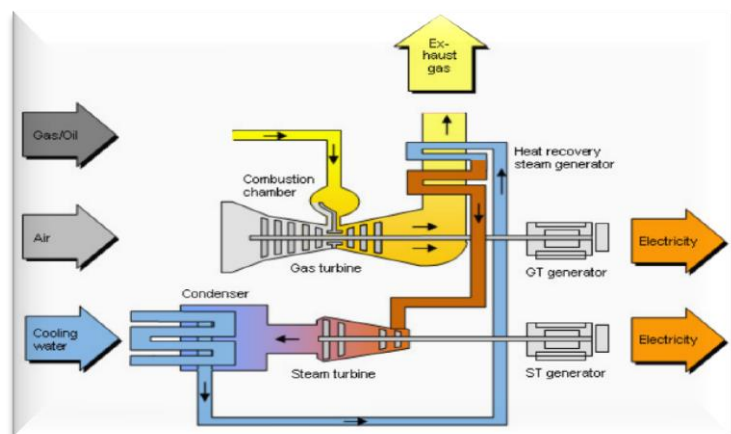 Ex-
haust
gas
Gas/Oil
Heat recovery
steam generator
Combustion
chamber
Air
Electricity
Gas turbine
GT generator
Condenser
Cooling
water
Electricity
Steam turbine
ST generator